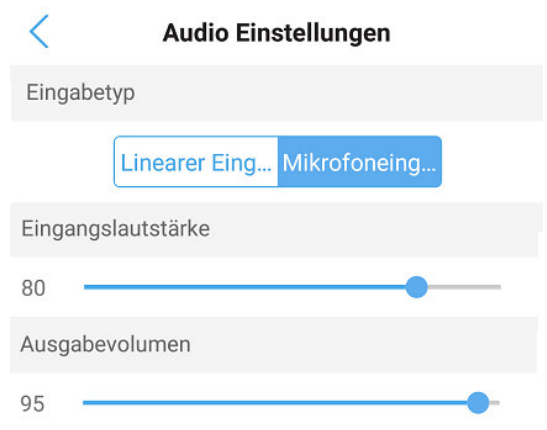 Audio Einstellungen
Eingabetyp
Linearer Eing... Mikrofoneing...
Eingangslautstärke
80
Ausgabevolumen
95